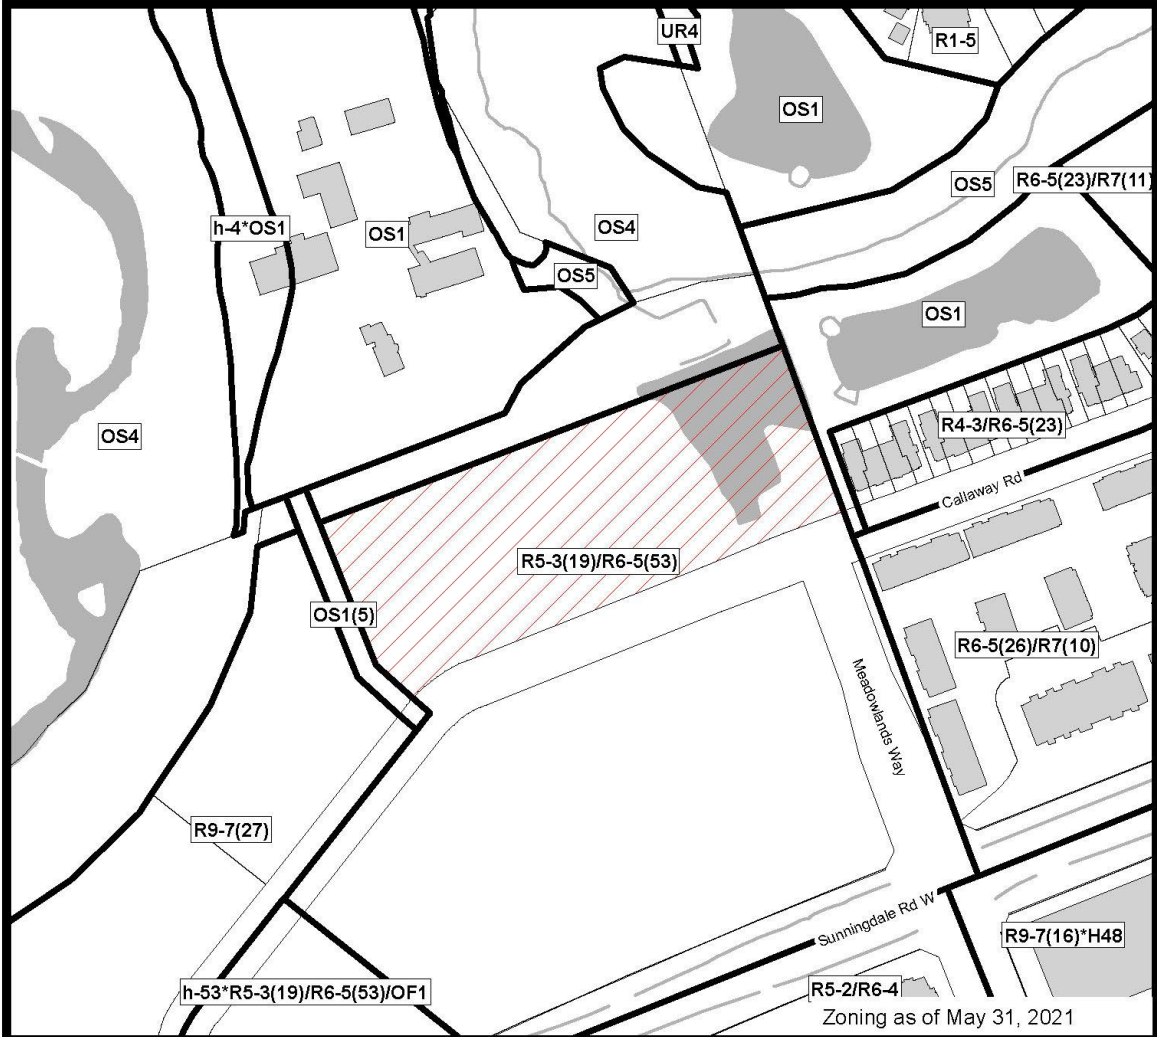 UR4
R1-5
OS1
OS5
R6-5(23)/R7(11)
h-4*OS1
OS1
OS4
OS5
OS1
OS4
R4-3/R6-5(23)
Callaway Rd
R5-3(19)/R6-5(53)
OS1(5)
R6-5(26)/R7(10)
Meadowlands Way
R9-7(27)
Sunningdale Rd W
R9-7(16)*H48
h-53*R5-3(19)/R6-5(53)/OF1
R5-2/R6-4
Zoning as of May 31, 2021